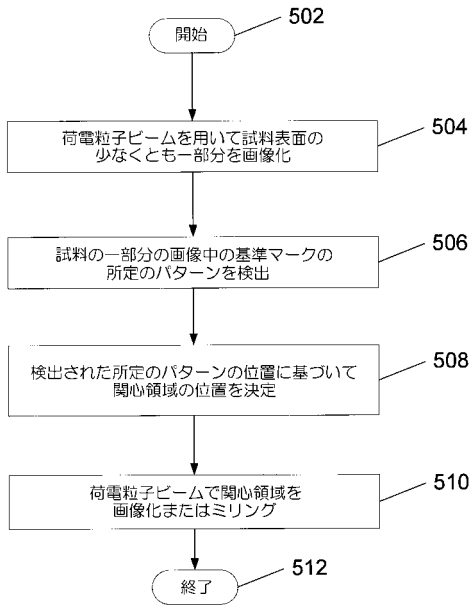 開始
502
荷電粒子ビームを用いて試料表面の
少なくとも一部分を画像化
504
試料の一部分の画像中の基準マークの
所定のパターンを検出
506
検出された所定のパターンの位置に基づいて
関心領域の位置を決定
508
荷電粒子ビームで関心領域を
画像化またはミリング
510
終了
512